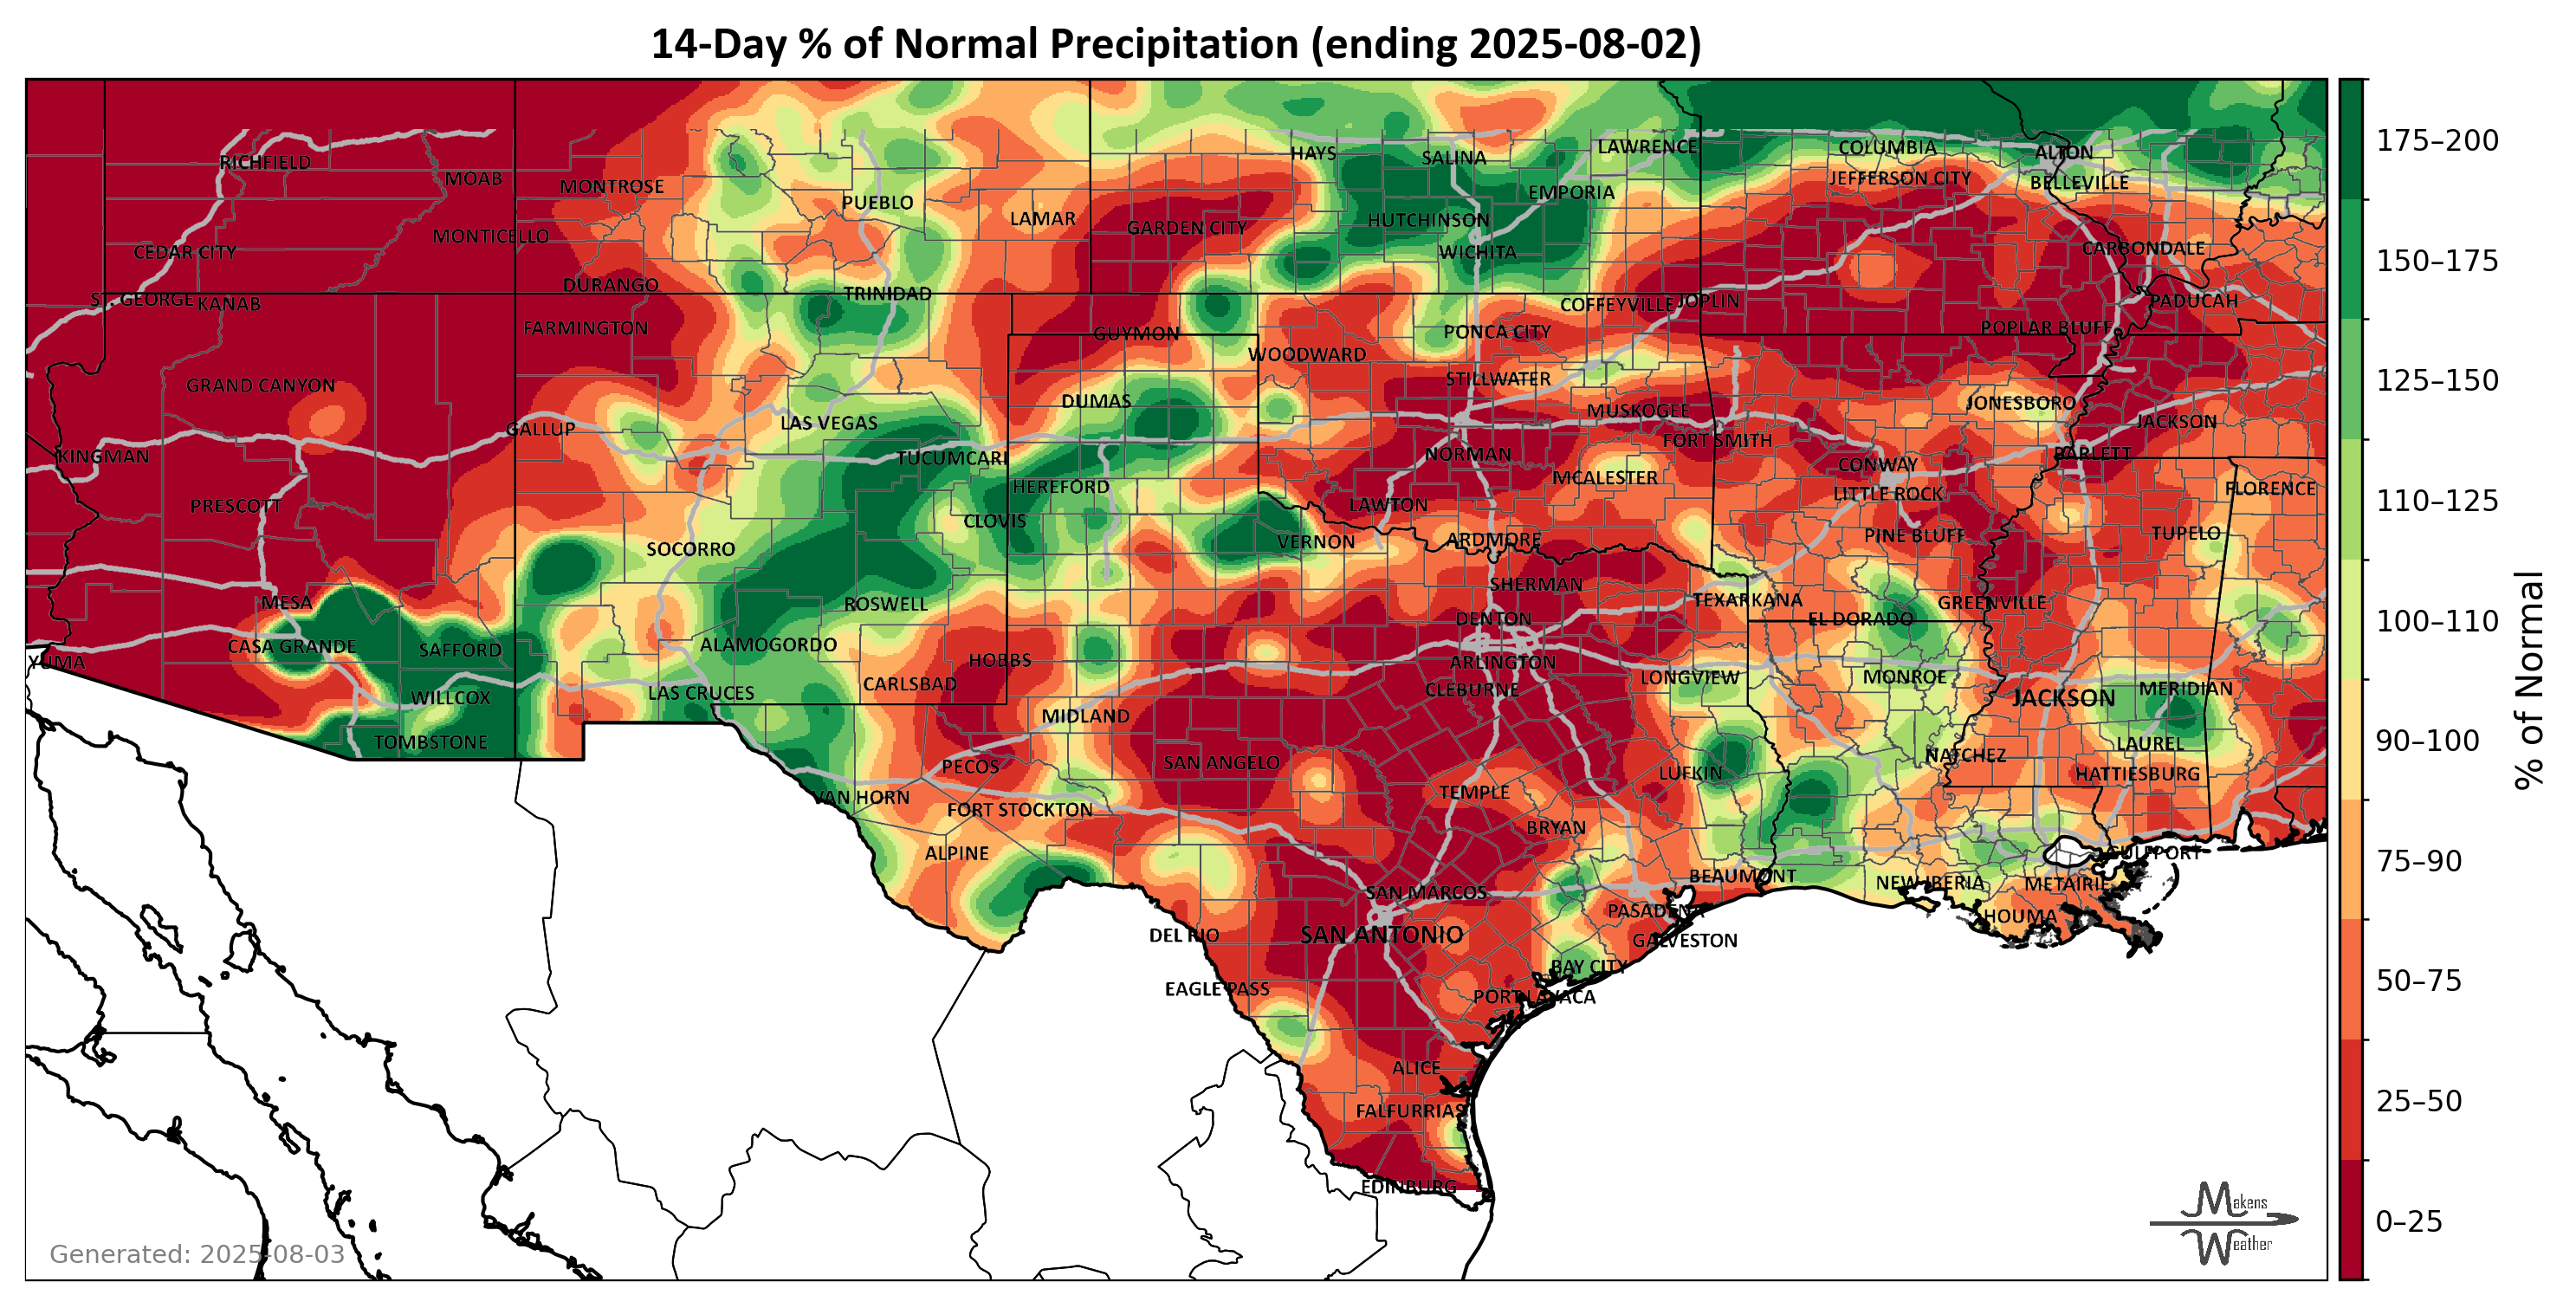 14-Day % of Normal Precipitation (ending 2025-08-02)
RICHFIELD
MOAB
MONTROSE
PUEBLO
LAMAR
HAYS
SALINA
LAWRENCE
COLUMBIA
ALTON
JEFFERSON CITY
BELLEVILLE
EMPORIA
HUTCHINSON
GARDEN CITY
WICHITA
CEDAR CITY
MONTICELLO
CARBONDALE
DURANGO
TRINIDAD
ST. GEORGE
KANAB
COFFEYVILLE
JOPLIN
PADUCAH
FARMINGTON
GUYMON
PONCA CITY
POPLAR BLUFF
WOODWARD
GRAND CANYON
STILLWATER
DUMAS
MUSKOGEE
JONESBORO
JACKSON
GALLUP
LAS VEGAS
FORT SMITH
KINGMAN
TUCUMCARI
NORMAN
CONWAY
BARLETT
MCALESTER
HEREFORD
LITTLE ROCK
FLORENCE
PRESCOTT
LAWTON
CLOVIS
PINE BLUFF
TUPELO
SOCORRO
VERNON
ARDMORE
SHERMAN
MESA
ROSWELL
TEXARKANA
GREENVILLE
DENTON
EL DORADO
CASA GRANDE
SAFFORD
ALAMOGORDO
HOBBS
ARLINGTON
YUMA
CARLSBAD
CLEBURNE
LONGVIEW
MONROE
WILLCOX
LAS CRUCES
JACKSON
MERIDIAN
MIDLAND
TOMBSTONE
LAUREL
NATCHEZ
PECOS
SAN ANGELO
LUFKIN
HATTIESBURG
VAN HORN
FORT STOCKTON
TEMPLE
BRYAN
ALPINE
GULFPORT
BEAUMONT
NEW IBERIA
METAIRIE
SAN MARCOS
PASADENA
HOUMA
DEL RIO
SAN ANTONIO
GALVESTON
BAY CITY
EAGLE PASS
PORT LAVACA
ALICE
FALFURRIAS
EDINBURG
175–200
150–175
125–150
110–125
100–110
90–100
75–90
50–75
25–50
0–25
% of Normal
Generated: 2025-08-03
Makens
Weather